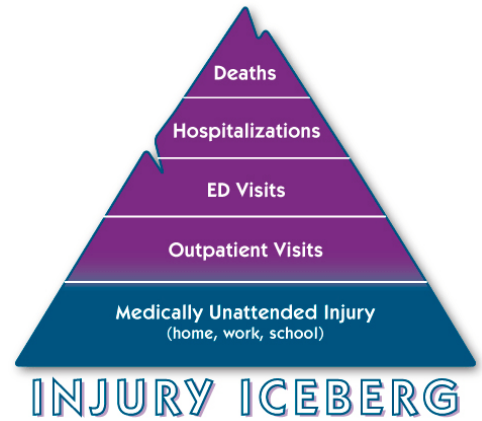 Deaths
Hospitalizations
ED Visits
Outpatient Visits
Medically Unattended Injury
(home, work, school)
INJURY ICEBERG